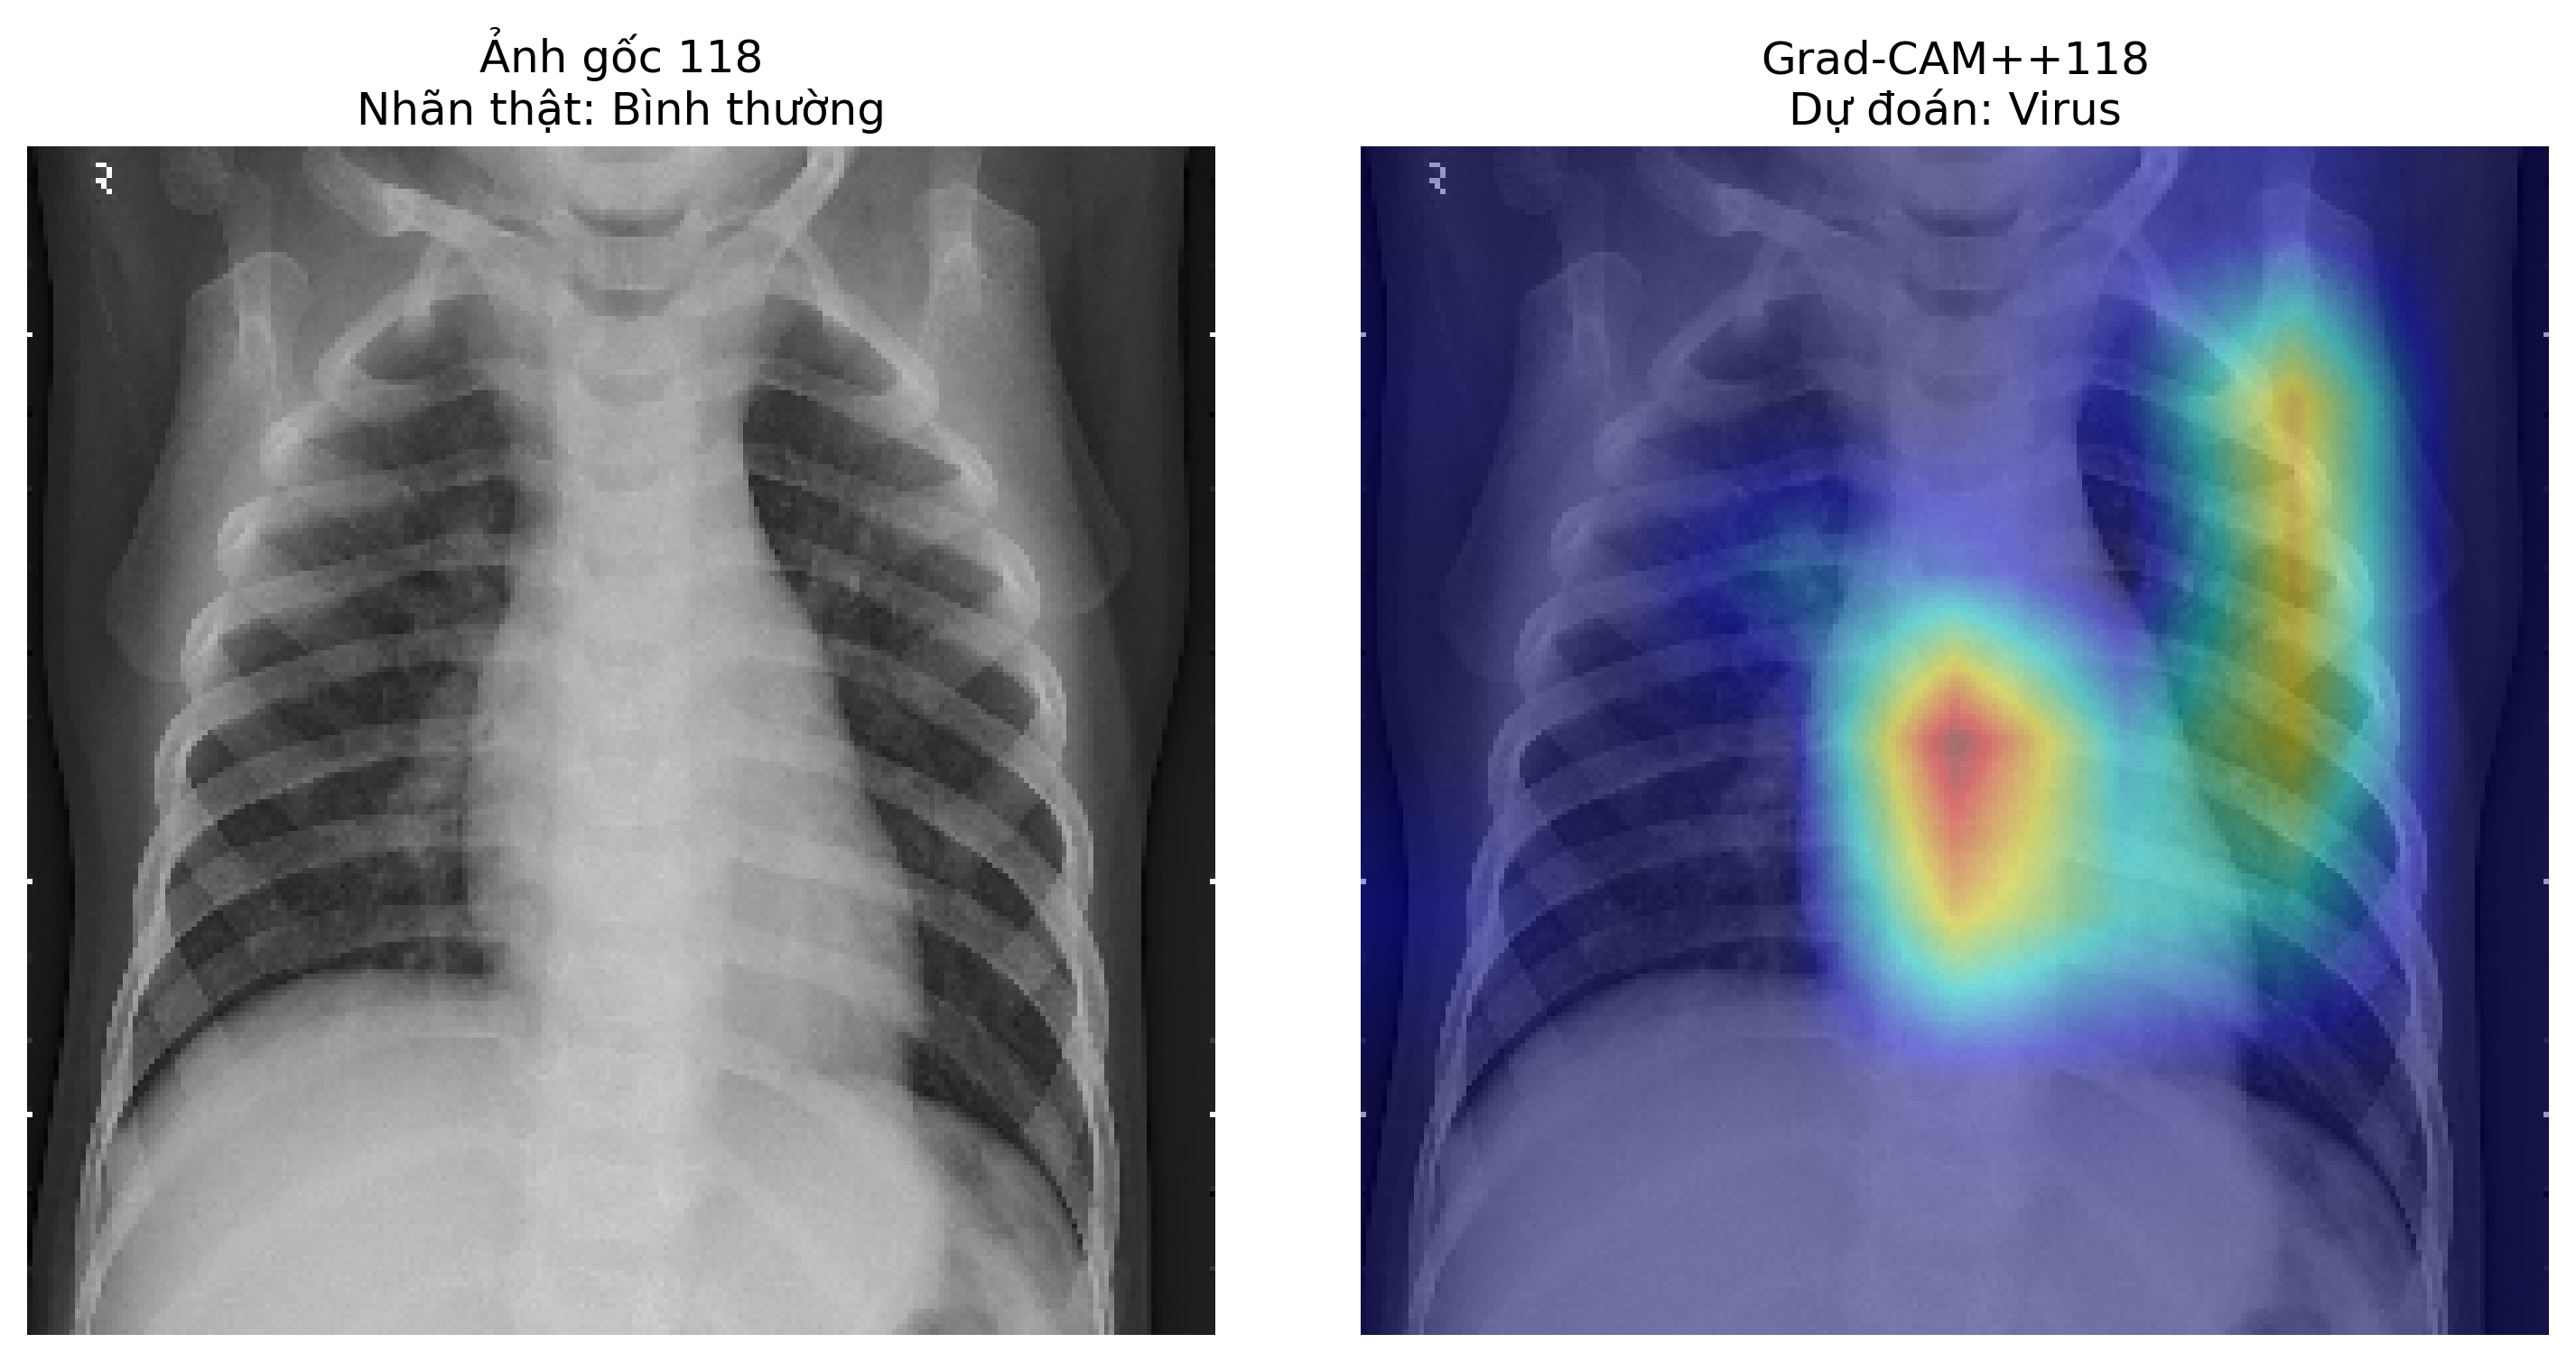 Ảnh gốc 118
Nhãn thật: Bình thường
Grad-CAM++118
Dự đoán: Virus